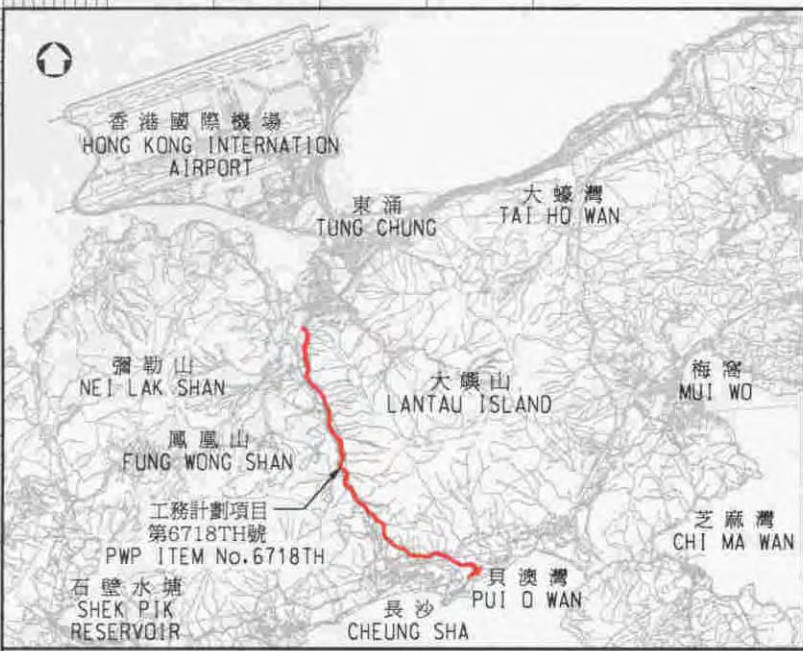 香港國際機場
HONG KONG INTERNATION
AIRPORT
東涌
TUNG CHUNG
大蠔灣
TAI HO WAN
彌勒山
NEI LAK SHAN
大嶼山
LANTAU ISLAND
梅窩
MUI WO
鳳凰山
FUNG WONG SHAN
工務計劃項目
第6718TH號
PWP ITEM No.6718TH
芝麻灣
CHI MA WAN
石壁水塘
SHEK PIK
RESERVOIR
貝澳灣
PUI O WAN
長沙
CHEUNG SHA